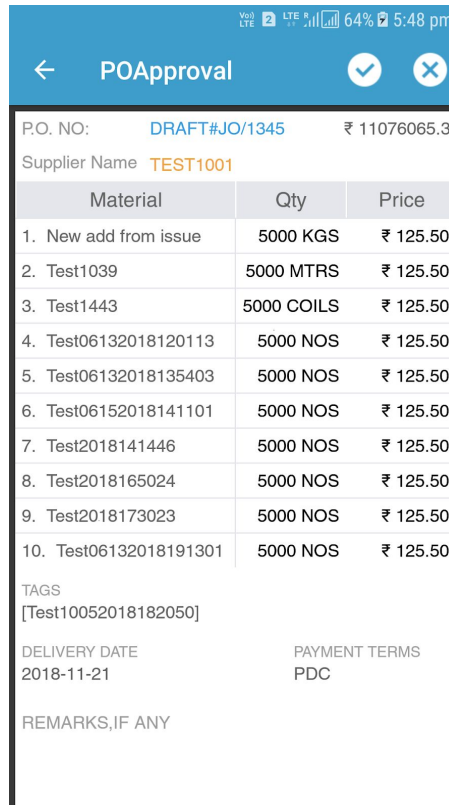 Voo LTE 2 LTE R 64% 5:48 pm
POApproval
P.O. NO: DRAFT#JO/1345 ₹ 11076065.3
Supplier Name TEST1001
Material Qty Price
1. New add from issue 5000 KGS ₹ 125.50
2. Test1039 5000 MTRS ₹ 125.50
3. Test1443 5000 COILS ₹ 125.50
4. Test06132018120113 5000 NOS ₹ 125.50
5. Test06132018135403 5000 NOS ₹ 125.50
6. Test06152018141101 5000 NOS ₹ 125.50
7. Test2018141446 5000 NOS ₹ 125.50
8. Test2018165024 5000 NOS ₹ 125.50
9. Test2018173023 5000 NOS ₹ 125.50
10. Test06132018191301 5000 NOS ₹ 125.50
TAGS
[Test10052018182050]
DELIVERY DATE PAYMENT TERMS
2018-11-21 PDC
REMARKS,IF ANY